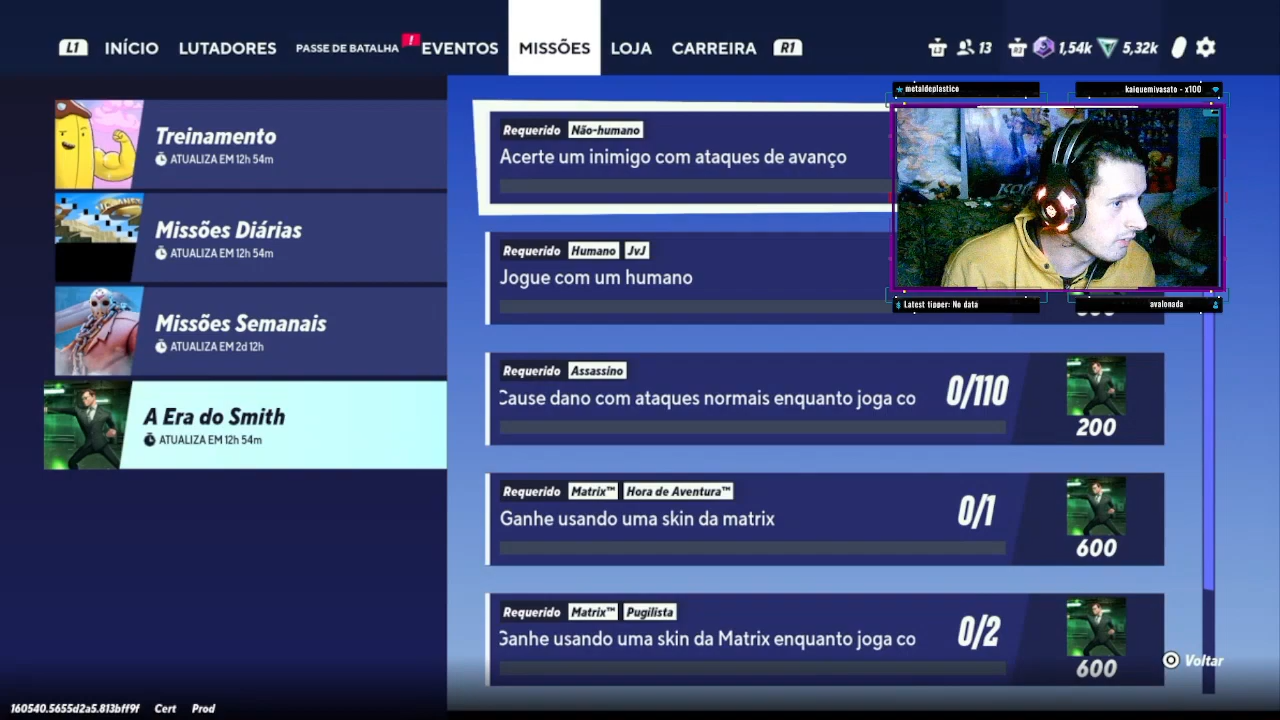 L1 INÍCIO LUTADORES PASSE DE BATALHA ! EVENTOS MISSÕES LOJA CARREIRA R1
L3 13 R3 1,54k 5,32k
metaldeplastico
kaiquemiyasato - x100
Treinamento
ATUALIZA EM 12h 54m
Missões Diárias
ATUALIZA EM 12h 54m
Missões Semanais
ATUALIZA EM 2d 12h
A Era do Smith
ATUALIZA EM 12h 54m
Requerido Não-humano
Acerte um inimigo com ataques de avanço
Requerido Humano JvJ
Jogue com um humano
Latest tipper: No data
avalonada
Requerido Assassino
Cause dano com ataques normais enquanto joga co
0/110
200
Requerido Matrix™ Hora de Aventura™
Ganhe usando uma skin da matrix
0/1
600
Requerido Matrix™ Pugilista
Ganhe usando uma skin da Matrix enquanto joga co
0/2
600
Voltar
160540.5655d2a5.813bff9f Cert Prod